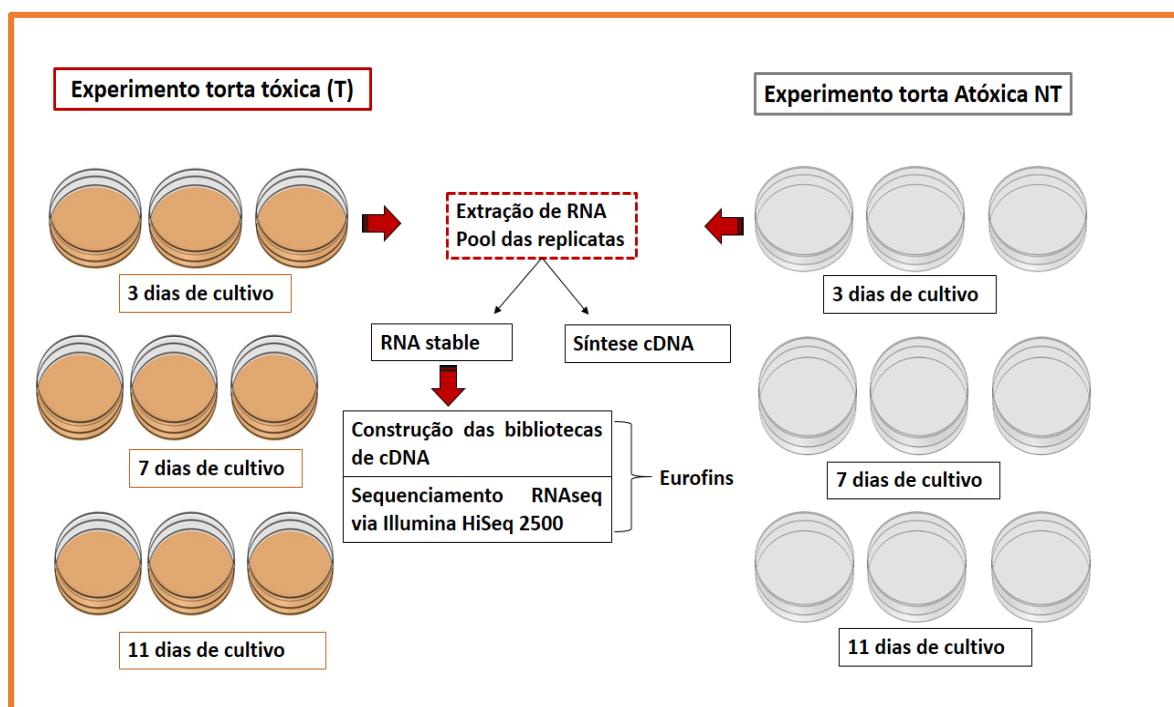 Experimento torta tóxica (T)
Experimento torta Atóxica NT
Extração de RNA
Pool das replicatas
3 dias de cultivo
3 dias de cultivo
RNA stable
Síntese cDNA
Construção das bibliotecas
de cDNA
Sequenciamento RNAseq
via Illumina HiSeq 2500
Eurofins
7 dias de cultivo
7 dias de cultivo
11 dias de cultivo
11 dias de cultivo